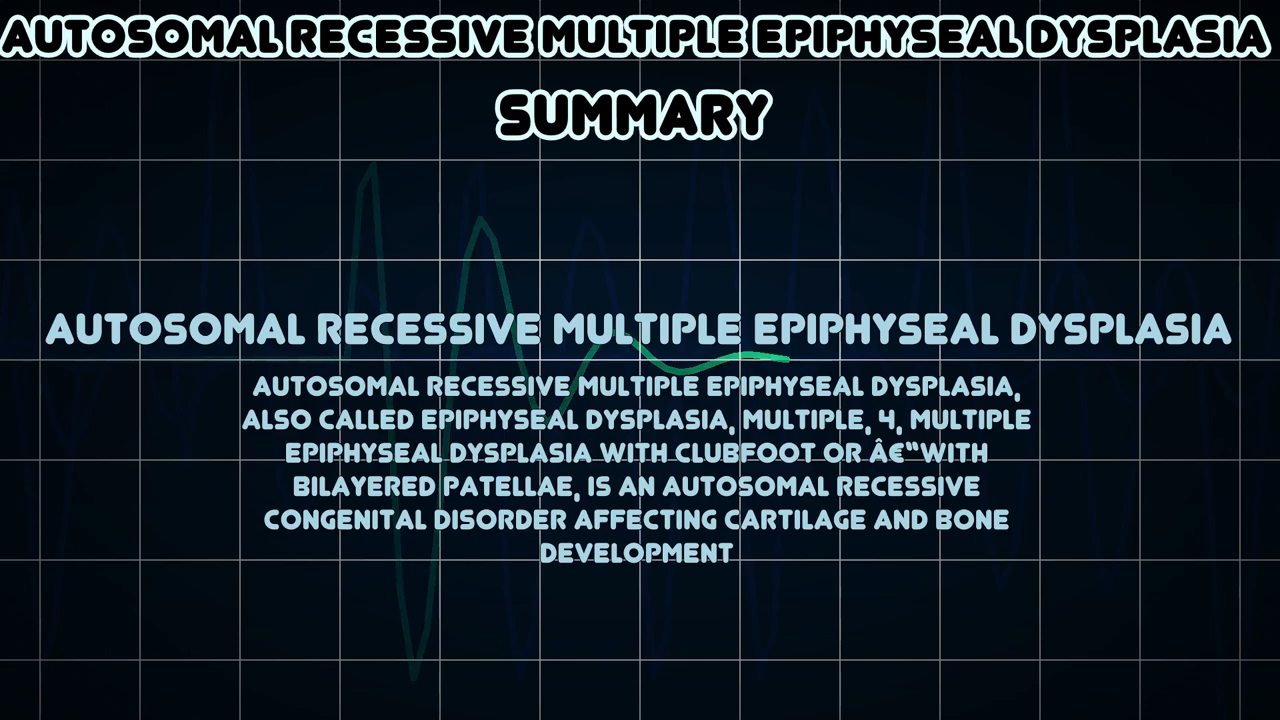 AUTOSOMAL RECESSIVE MULTIPLE EPIPHYSEAL DYSPLASIA
SUMMARY
AUTOSOMAL RECESSIVE MULTIPLE EPIPHYSEAL DYSPLASIA
AUTOSOMAL RECESSIVE MULTIPLE EPIPHYSEAL DYSPLASIA,
ALSO CALLED EPIPHYSEAL DYSPLASIA, MULTIPLE, 4, MULTIPLE
EPIPHYSEAL DYSPLASIA WITH CLUBFOOT OR Â€“WITH
BILAYERED PATELLAE, IS AN AUTOSOMAL RECESSIVE
CONGENITAL DISORDER AFFECTING CARTILAGE AND BONE
DEVELOPMENT